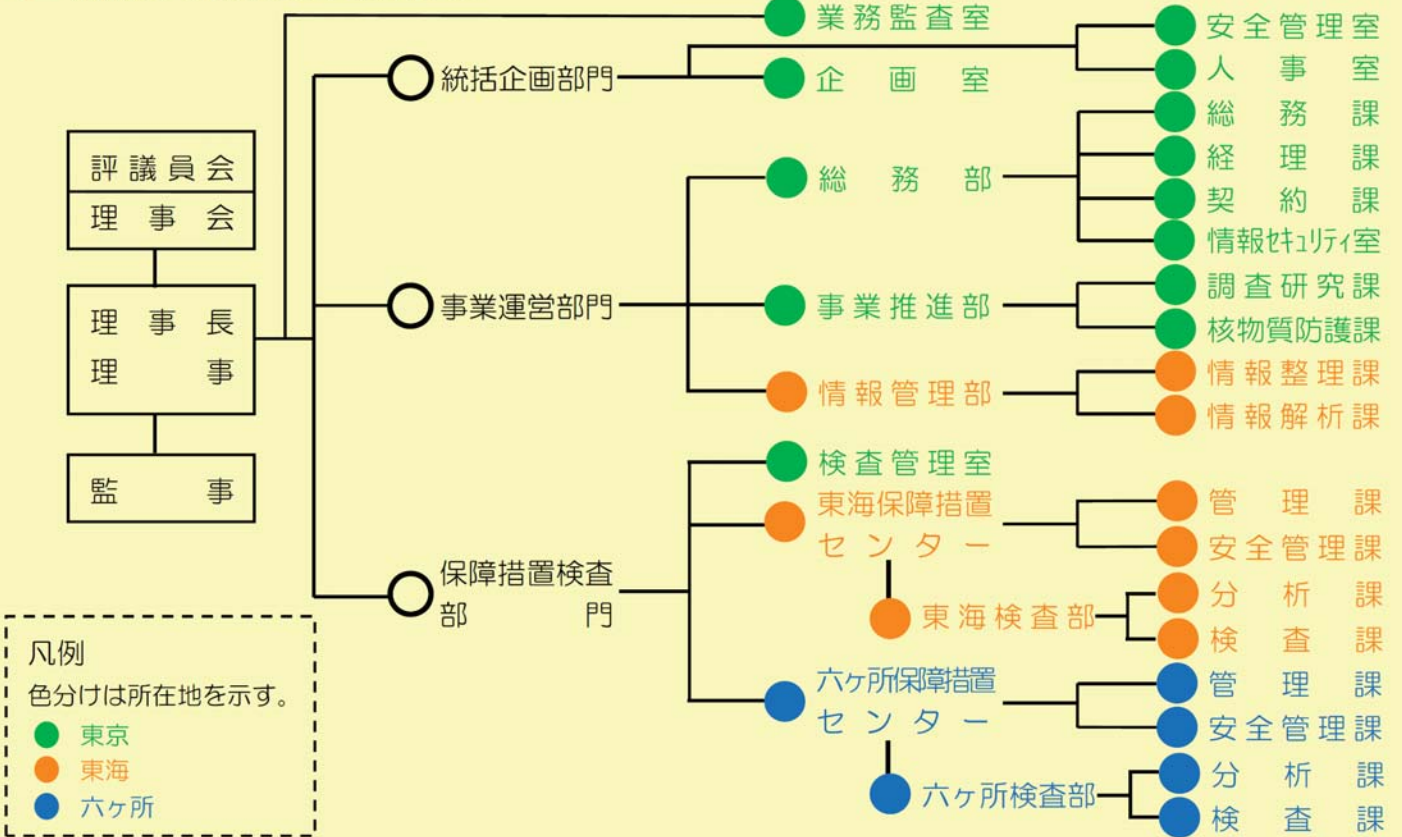 業務監査室
安全管理室
統括企画部門
企画室
人事室
総務課
評議員会
理事会
総務部
経理課
契約課
情報セキュリティ室
理事長
理事
事業運営部門
事業推進部
調査研究課
核物質防護課
情報管理部
情報整理課
情報解析課
監事
検査管理室
保障措置検査
部門
東海保障措置
センター
管理課
安全管理課
東海検査部
分析課
検査課
六ヶ所保障措置
センター
管理課
安全管理課
六ヶ所検査部
分析課
検査課
凡例
色分けは所在地を示す。
東京
東海
六ヶ所